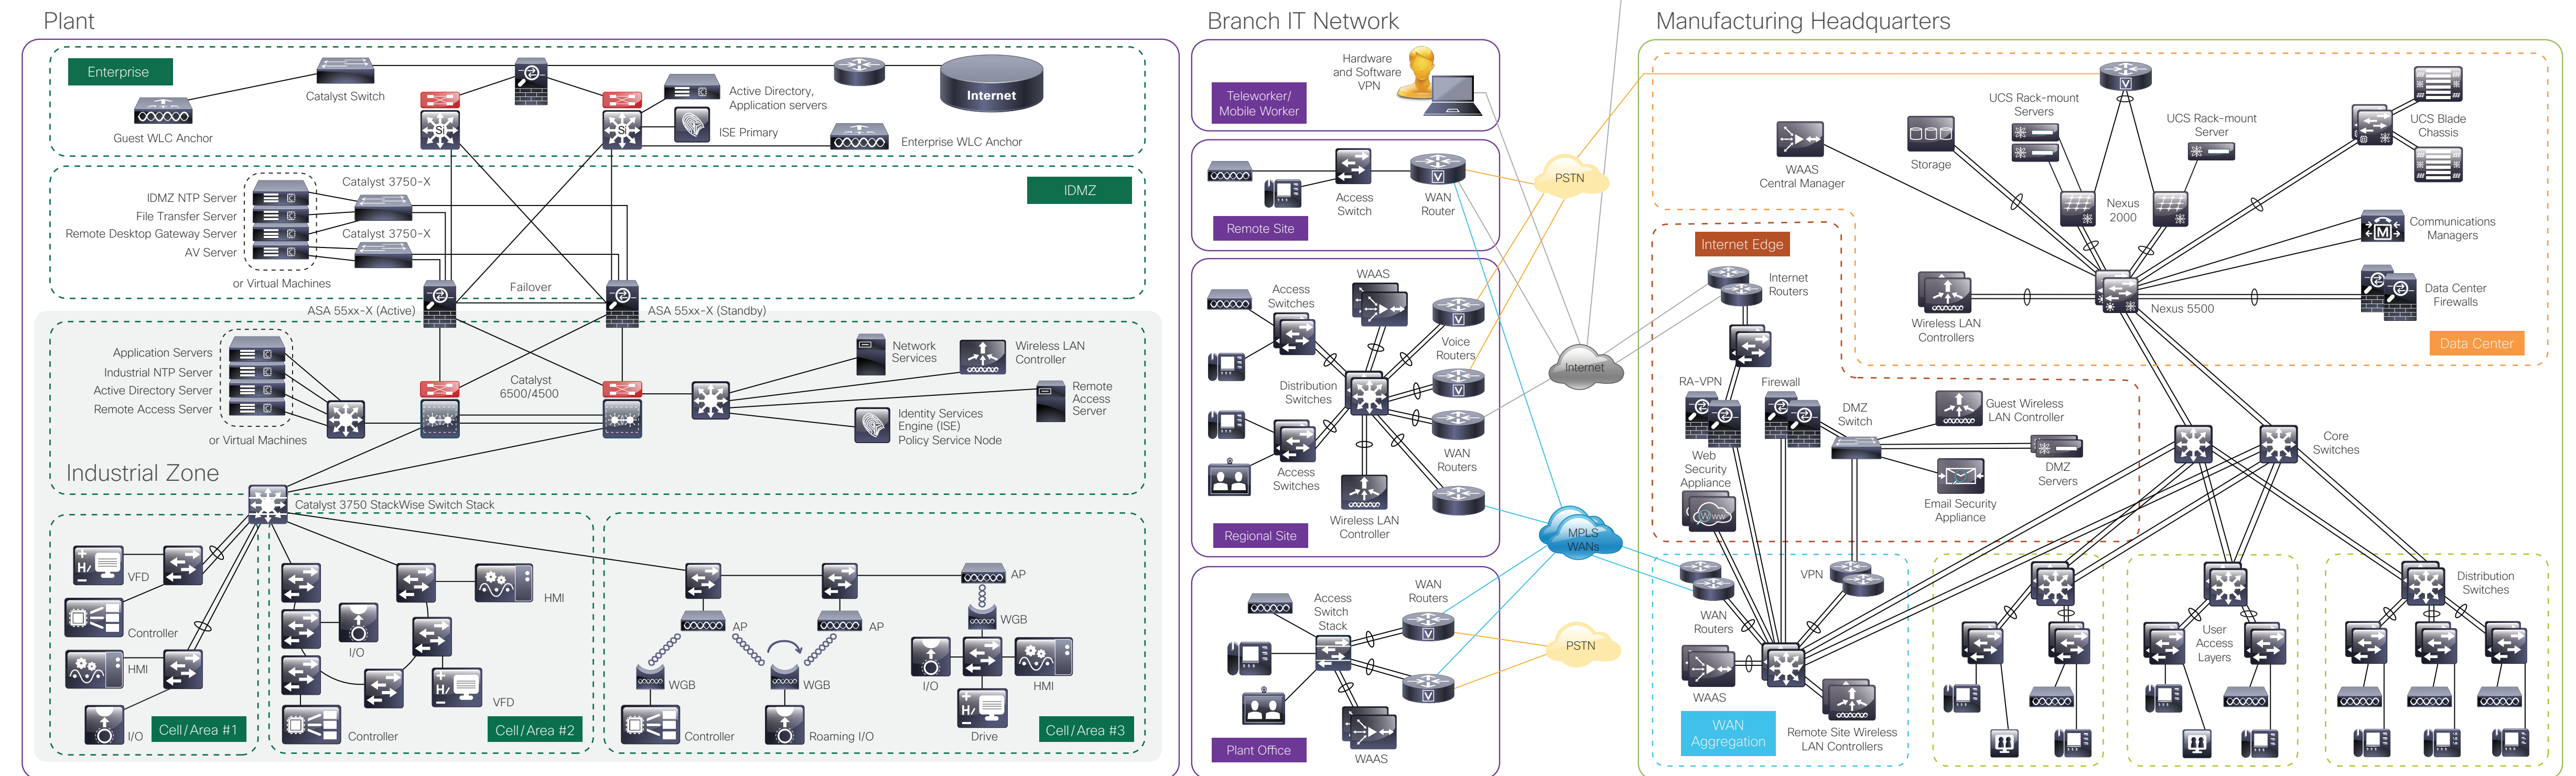 Plant
Enterprise
Catalyst Switch
Guest WLC Anchor
Si
Si
Active Directory,
Application servers
ISE Primary
Internet
Enterprise WLC Anchor
IDMZ
Catalyst 3750-X
IDMZ NTP Server
File Transfer Server
Remote Desktop Gateway Server
Catalyst 3750-X
AV Server
or Virtual Machines
Failover
ASA 55xx-X (Active)
ASA 55xx-X (Standby)
Application Servers
Industrial NTP Server
Active Directory Server
Remote Access Server
or Virtual Machines
Catalyst
6500/4500
Network
Services
Wireless LAN
Controller
Remote
Access
Server
Identity Services
Engine (ISE)
Policy Service Node
Industrial Zone
Catalyst 3750 StackWise Switch Stack
VFD
Controller
HMI
I/O
Cell/Area #1
I/O
HMI
VFD
Controller
Cell/Area #2
AP
AP
AP
WGB
WGB
WGB
I/O
HMI
Controller
Roaming I/O
Drive
Cell/Area #3
Branch IT Network
Hardware
and Software
VPN
Teleworker/
Mobile Worker
Access
Switch
V
WAN
Router
Remote Site
WAAS
Access
Switches
V
Voice
Routers
V
Distribution
Switches
WAN
Routers
Access
Switches
Wireless LAN
Controller
Regional Site
WAN
Routers
Access
Switch
Stack
V
V
WAAS
Plant Office
PSTN
Internet
MPLS
WANs
PSTN
Manufacturing Headquarters
V
UCS Rack-mount
Servers
UCS Rack-mount
Server
UCS Blade
Chassis
WAAS
Central Manager
Storage
Nexus
2000
Communications
Managers
M
Wireless LAN
Controllers
Nexus 5500
Data Center
Firewalls
Data Center
Internet Edge
Internet
Routers
RA-VPN
Firewall
DMZ
Switch
Guest Wireless
LAN Controller
DMZ
Servers
Email Security
Appliance
Web
Security
Appliance
Www
Core
Switches
VPN
WAN
Routers
WAAS
Remote Site Wireless
LAN Controllers
WAN
Aggregation
User
Access
Layers
Distribution
Switches